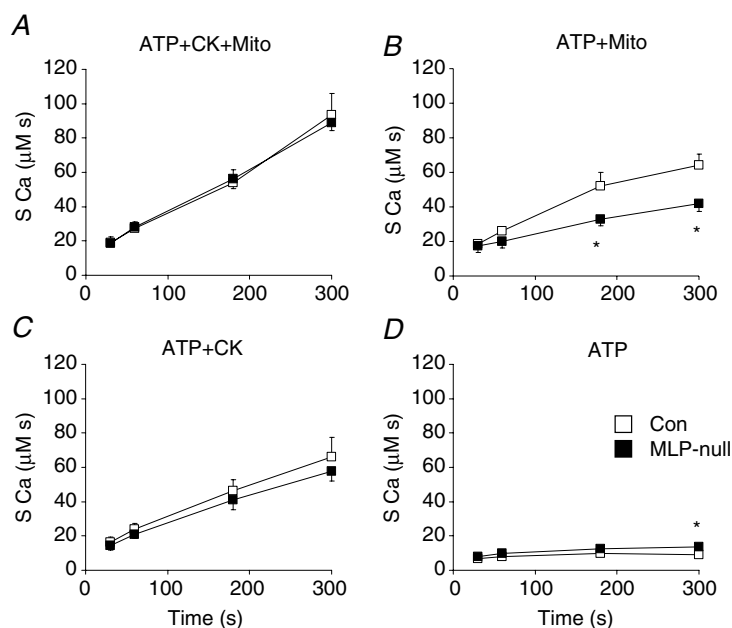 A
ATP+CK+Mito
120
100
80
60
40
20
0
S Ca (μM s)
0 100 200 300
B
ATP+Mito
120
100
80
60
40
20
0
S Ca (μM s)
*
*
0 100 200 300
C
ATP+CK
120
100
80
60
40
20
0
S Ca (μM s)
0 100 200 300
Time (s)
D
ATP
120
100
80
60
40
20
0
S Ca (μM s)
Con
MLP-null
*
0 100 200 300
Time (s)